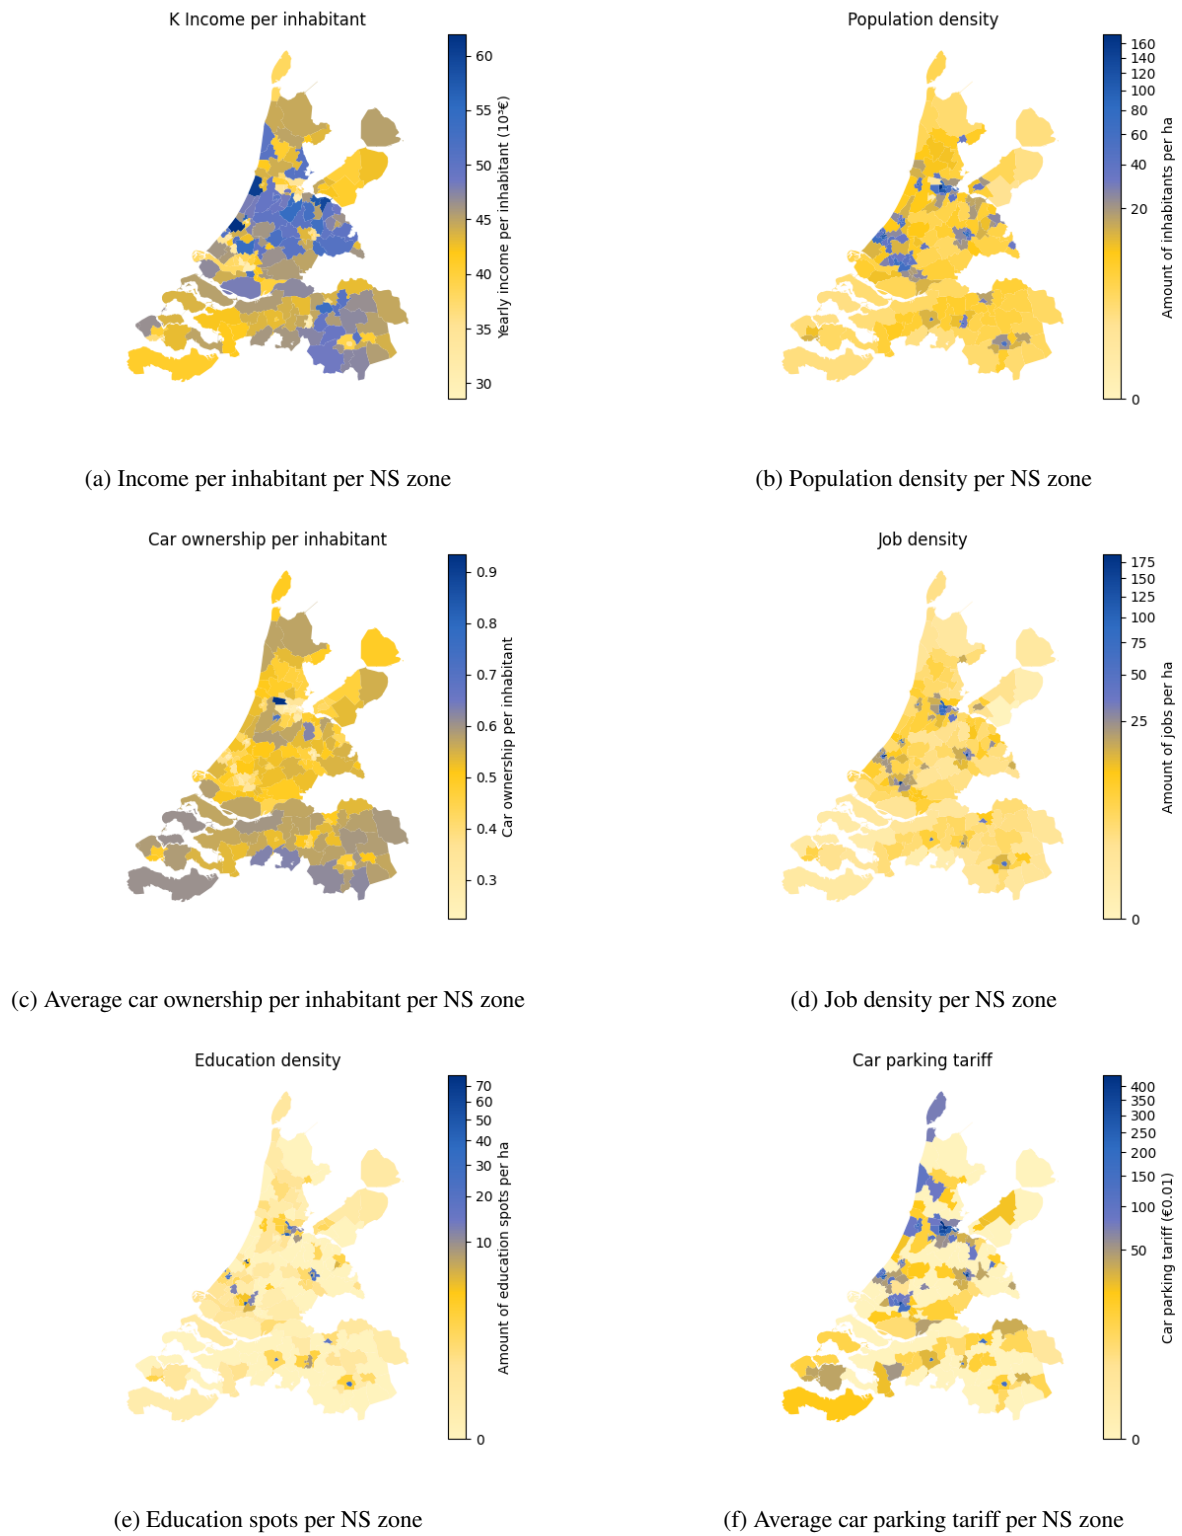 K Income per inhabitant
60
55
50
45
40
35
30
Yearly income per inhabitant (10³€)
(a) Income per inhabitant per NS zone
Population density
160
140
120
100
80
60
40
20
0
Amount of inhabitants per ha
(b) Population density per NS zone
Car ownership per inhabitant
0.9
0.8
0.7
0.6
0.5
0.4
0.3
Car ownership per inhabitant
(c) Average car ownership per inhabitant per NS zone
Job density
175
150
125
100
75
50
25
0
Amount of jobs per ha
(d) Job density per NS zone
Education density
70
60
50
40
30
20
10
0
Amount of education spots per ha
(e) Education spots per NS zone
Car parking tariff
400
350
300
250
200
150
100
50
0
Car parking tariff (€0.01)
(f) Average car parking tariff per NS zone